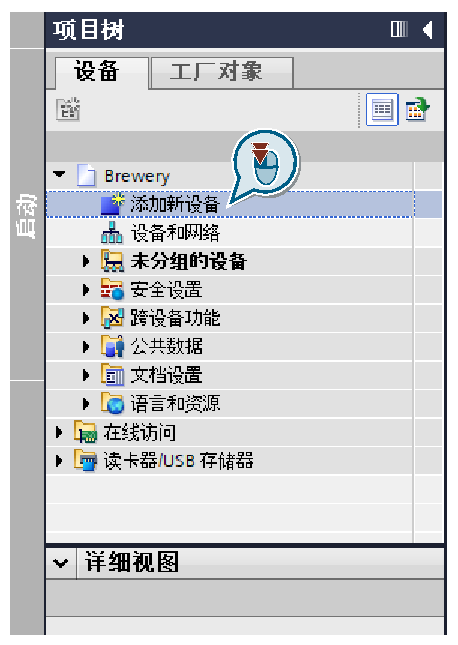 项目树
设备
工厂对象
启动
Brewery
添加新设备
设备和网络
未分组的设备
安全设置
跨设备功能
公共数据
文档设置
语言和资源
在线访问
读卡器/USB 存储器
详细视图